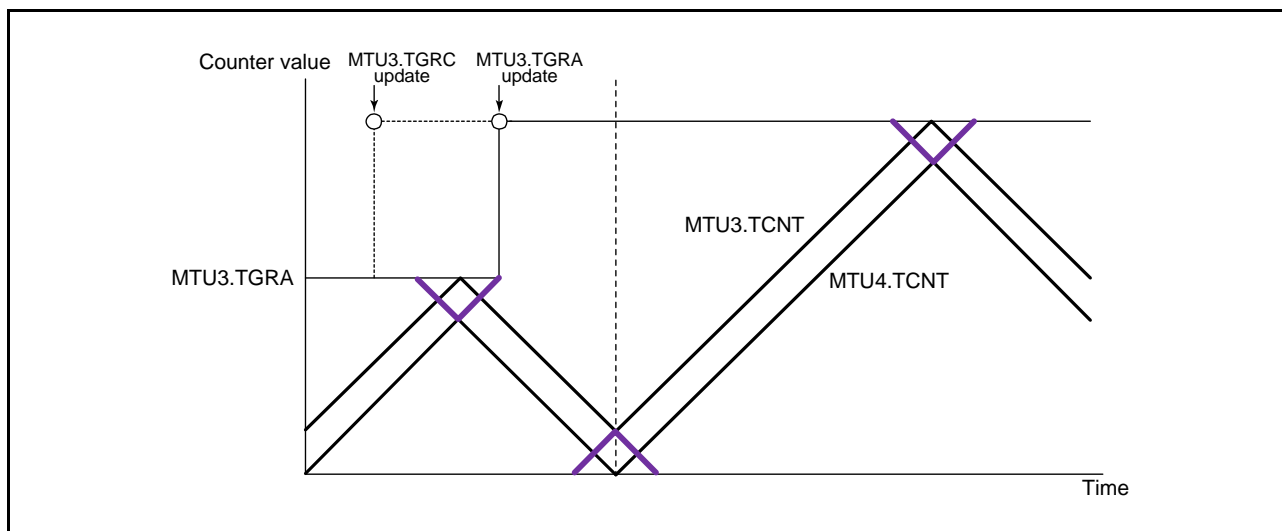 Counter value
MTU3.TGRC
update
MTU3.TGRA
update
MTU3.TCNT
MTU3.TGRA
MTU4.TCNT
Time